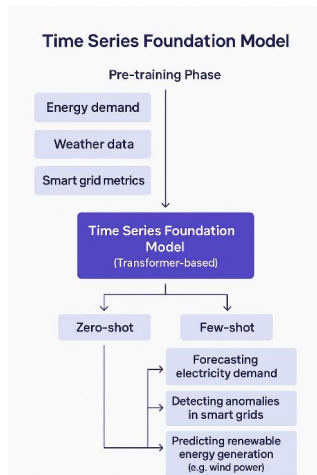 Time Series Foundation Model
Pre-training Phase
Energy demand
Weather data
Smart grid metrics
Time Series Foundation
Model
(Transformer-based)
Zero-shot
Few-shot
Forecasting
electricity demand
Detecting anomalies
in smart grids
Predicting renewable
energy generation
(e.g. wind power)